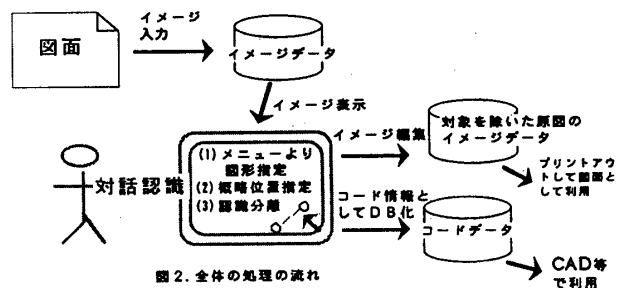 図面
イメージ
入力
イメージデータ
イメージ表示
対話認識
(1) メニューより
図形指定
(2) 概略位置指定
(3) 認識分離
イメージ編集
対象を除いた原図の
イメージデータ
プリントアウ
トして図面と
して利用
コード情報と
してDB化
コードデータ
CAD等
で利用
図2.全体の処理の流れ